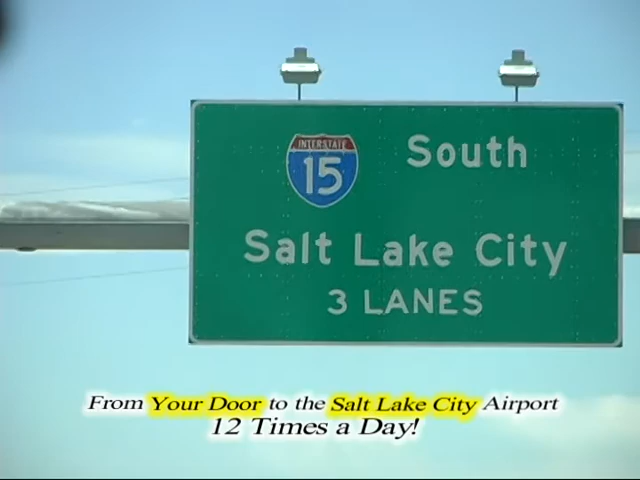 INTERSTATE
15
South
Salt Lake City
3 LANES
From Your Door to the Salt Lake City Airport
12 Times a Day!